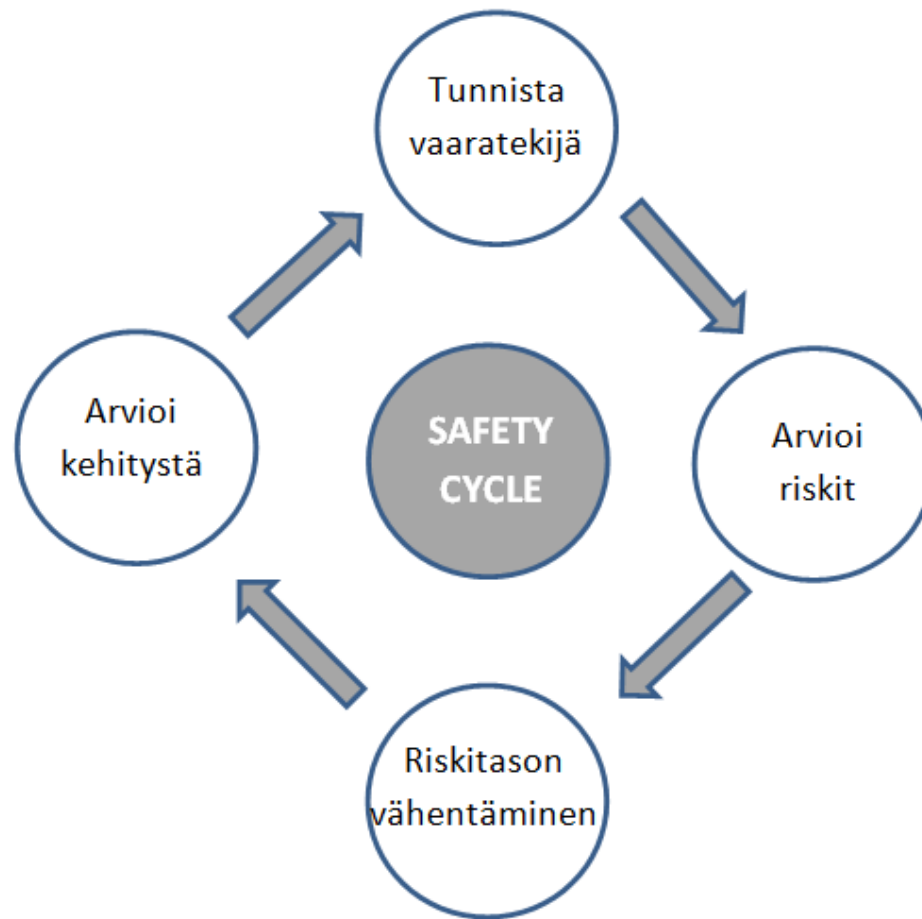 Tunnista
vaaratekijä
Arvioi
riskit
Riskitason
vähentäminen
Arvioi
kehitystä
SAFETY
CYCLE